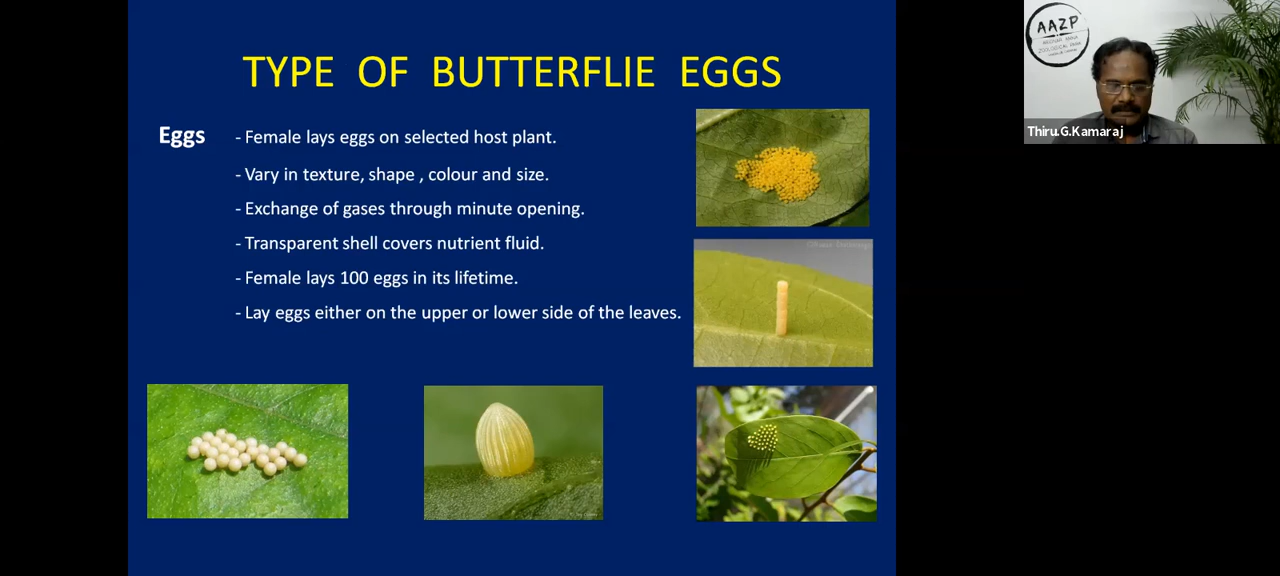 TYPE OF BUTTERFLIE EGGS
Eggs - Female lays eggs on selected host plant.
- Vary in texture, shape , colour and size.
- Exchange of gases through minute opening.
- Transparent shell covers nutrient fluid.
- Female lays 100 eggs in its lifetime.
- Lay eggs either on the upper or lower side of the leaves.
AAZP
ZOOLOGICAL PARK
Thiru.G.Kamaraj